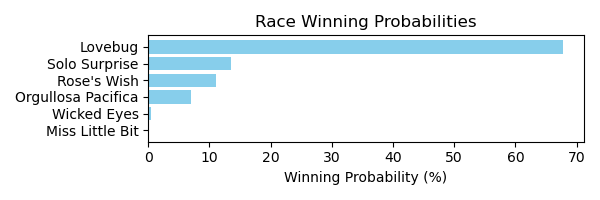 Race Winning Probabilities
Lovebug
Solo Surprise
Rose's Wish
Orgullosa Pacifica
Wicked Eyes
Miss Little Bit
0 10 20 30 40 50 60 70
Winning Probability (%)